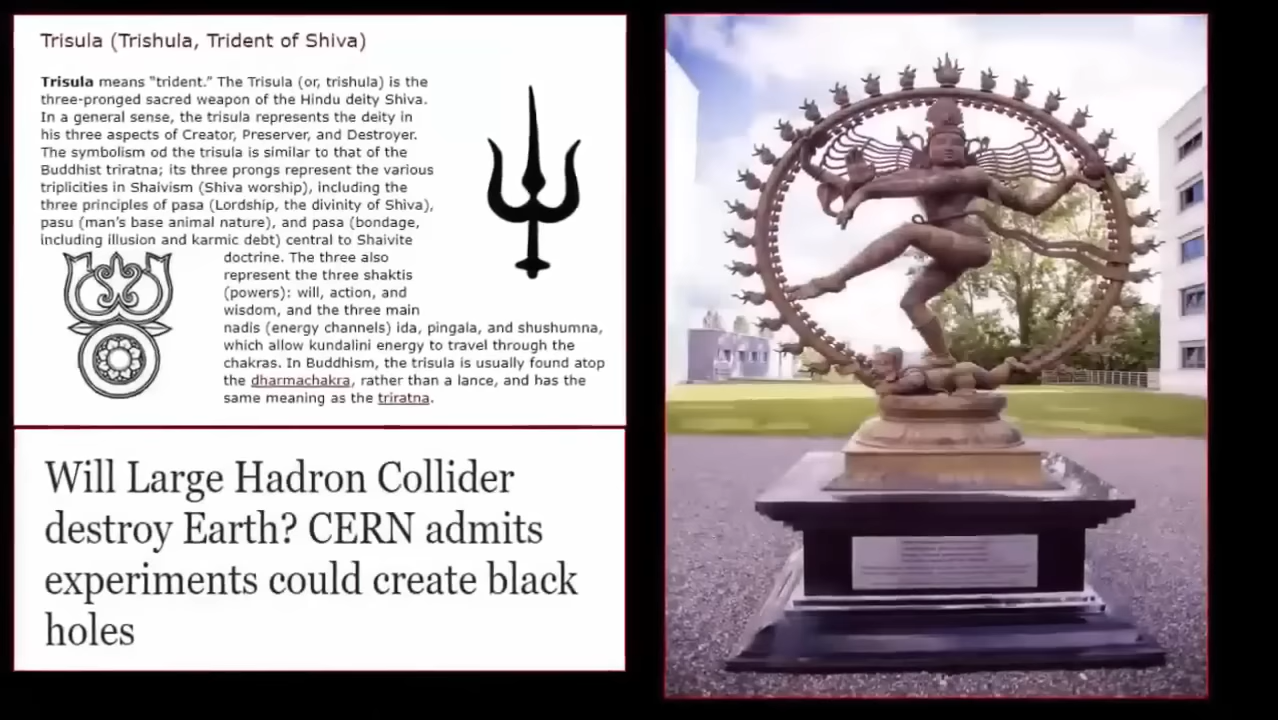 Trisula (Trishula, Trident of Shiva)
Trisula means "trident." The Trisula (or, trishula) is the
three-pronged sacred weapon of the Hindu deity Shiva.
In a general sense, the trisula represents the deity in
his three aspects of Creator, Preserver, and Destroyer.
The symbolism od the trisula is similar to that of the
Buddhist triratna; its three prongs represent the various
triplicities in Shaivism (Shiva worship), including the
three principles of pasa (Lordship, the divinity of Shiva),
pasu (man's base animal nature), and pasa (bondage,
including illusion and karmic debt) central to Shaivite
doctrine. The three also
represent the three shaktis
(powers): will, action, and
wisdom, and the three main
nadis (energy channels) ida, pingala, and shushumna,
which allow kundalini energy to travel through the
chakras. In Buddhism, the trisula is usually found atop
the dharmachakra, rather than a lance, and has the
same meaning as the triratna.
Will Large Hadron Collider
destroy Earth? CERN admits
experiments could create black
holes